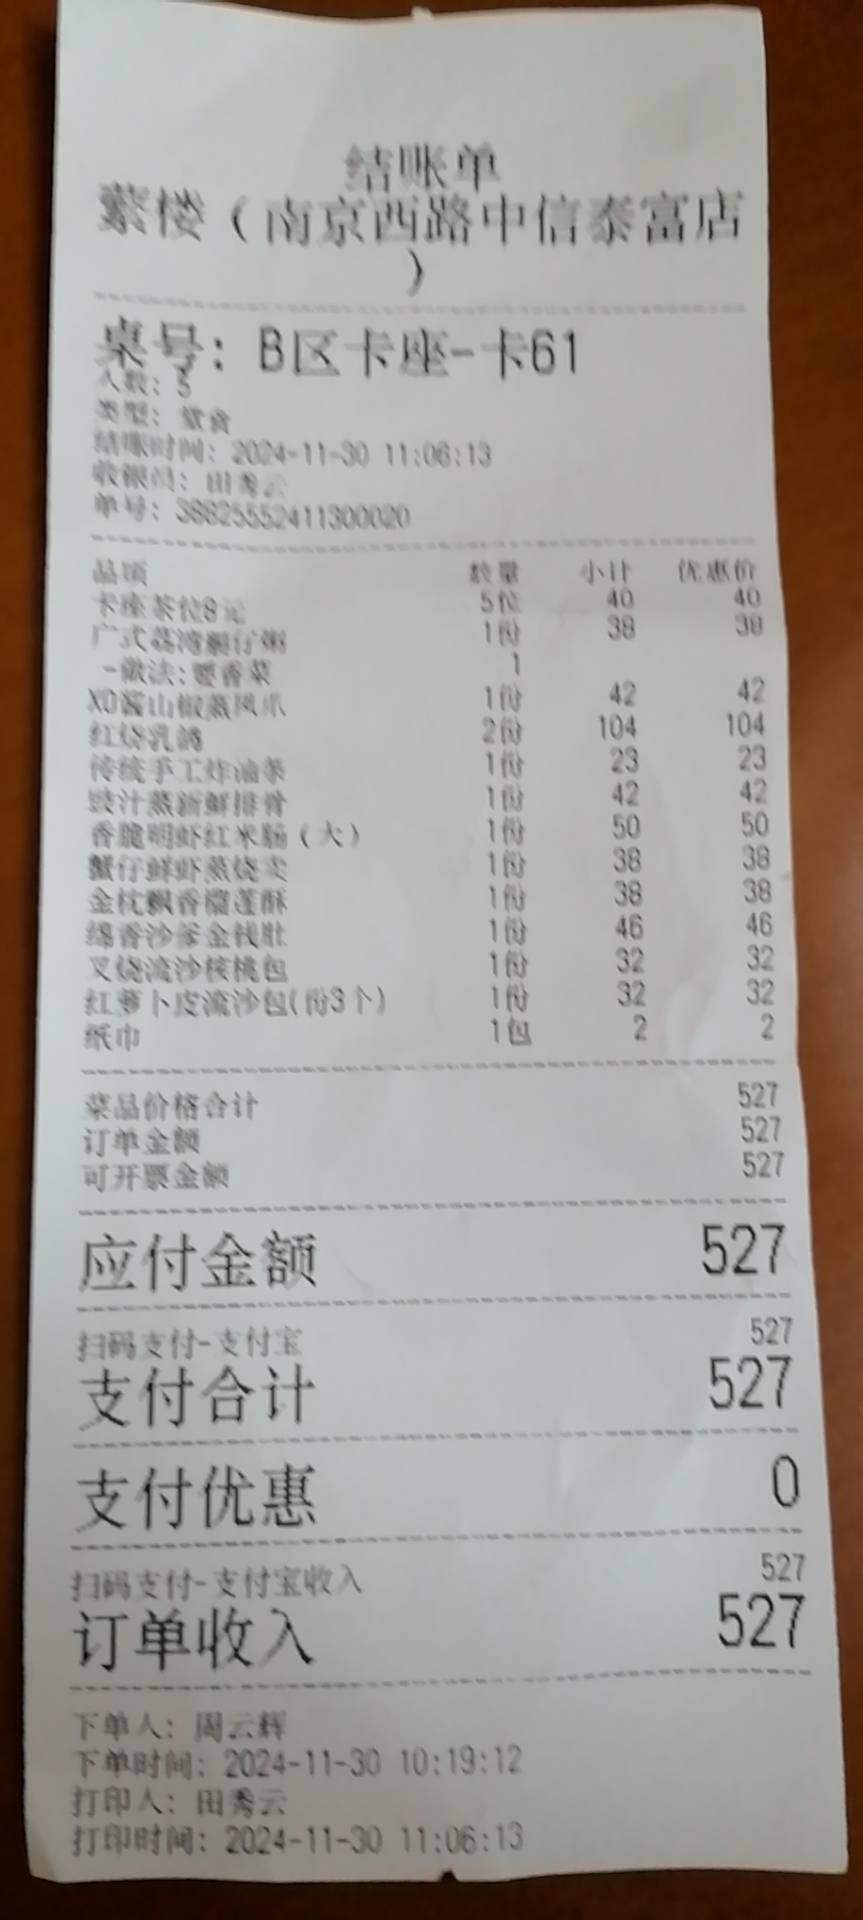 结账单
紫楼（南京西路中信泰富店
）
桌号：B区卡座-卡61
人数：5
类型：堂食
结账时间：2024-11-30 11:06:13
收银员：田秀云
单号：38825552411300020
品项 数量 小计 优惠价
卡座茶位8元 5位 40 40
广式荔湾艇仔粥 1份 38 38
-做法：要香菜 1
XO酱山椒蒸凤爪 1份 42 42
红烧乳鸽 2份 104 104
传统手工炸油条 1份 23 23
豉汁蒸新鲜排骨 1份 42 42
香脆明虾红米肠（大） 1份 50 50
蟹仔鲜虾蒸烧卖 1份 38 38
金枕飘香榴莲酥 1份 38 38
绵香沙爹金钱肚 1份 46 46
叉烧流沙核桃包 1份 32 32
红萝卜皮流沙包(份3个) 1份 32 32
纸巾 1包 2 2
菜品价格合计 527
订单金额 527
可开票金额 527
应付金额 527
扫码支付-支付宝 527
支付合计 527
支付优惠 0
扫码支付-支付宝收入 527
订单收入 527
下单人：周云辉
下单时间：2024-11-30 10:19:12
打印人：田秀云
打印时间：2024-11-30 11:06:13